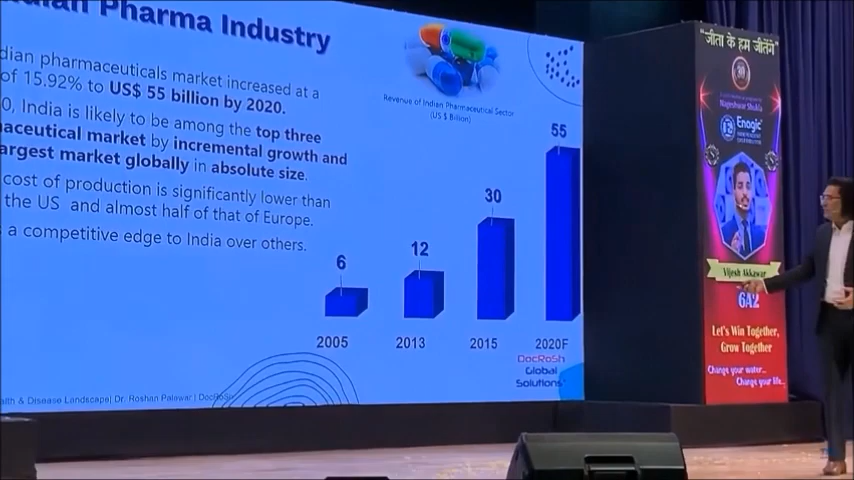 dian Pharma Industry
dian pharmaceuticals market increased at a
of 15.92% to US$ 55 billion by 2020.
0, India is likely to be among the top three
aceutical market by incremental growth and
argest market globally in absolute size.
cost of production is significantly lower than
the US and almost half of that of Europe.
a competitive edge to India over others.
Revenue of Indian Pharmaceutical Sector
(US $ Billion)
6
12
30
55
2005
2013
2015
2020F
DocRoSh
Global
Solutions
alth & Disease Landscape| Dr. Roshan Palewar | DocRoSh
"जीता के हम जीतेंगे"
Nageshwar Shukla
Enagic
Vijesh Akkawar
6A2
Let's Win Together,
Grow Together
Change your water...
Change your life...